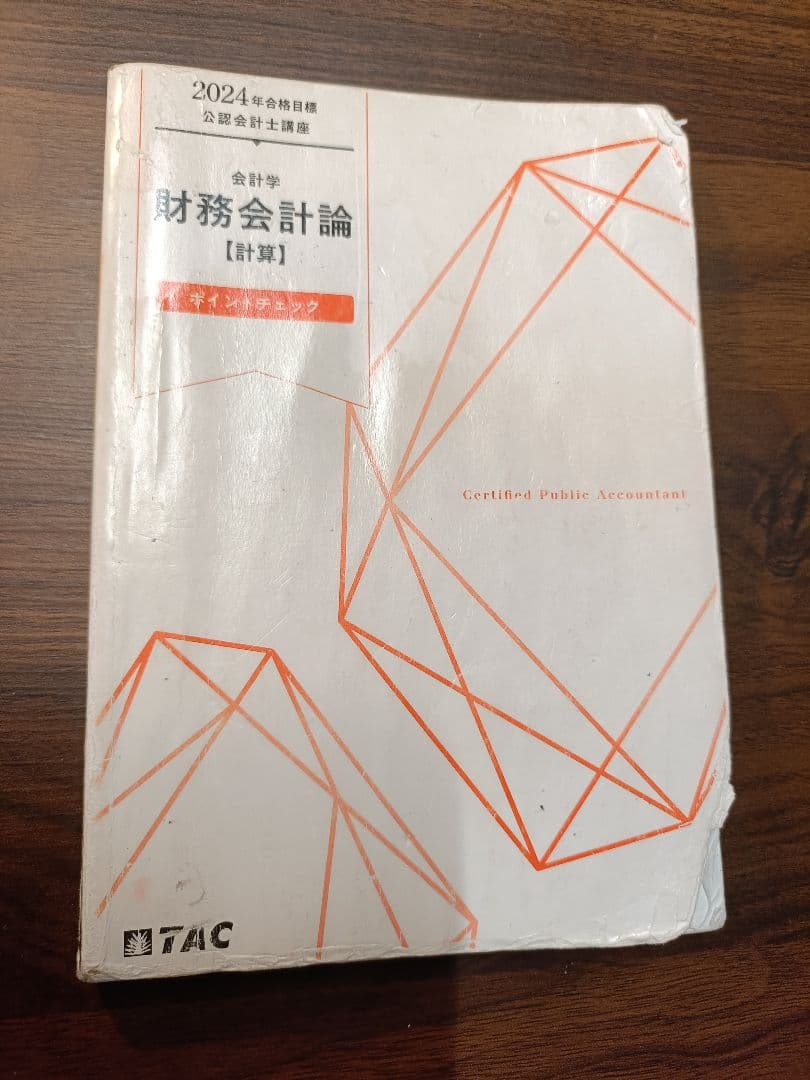 2024年合格目標
公認会計士講座
会計学
財務会計論
【計算】
ポイントチェック
Certified Public Accountant
TAC